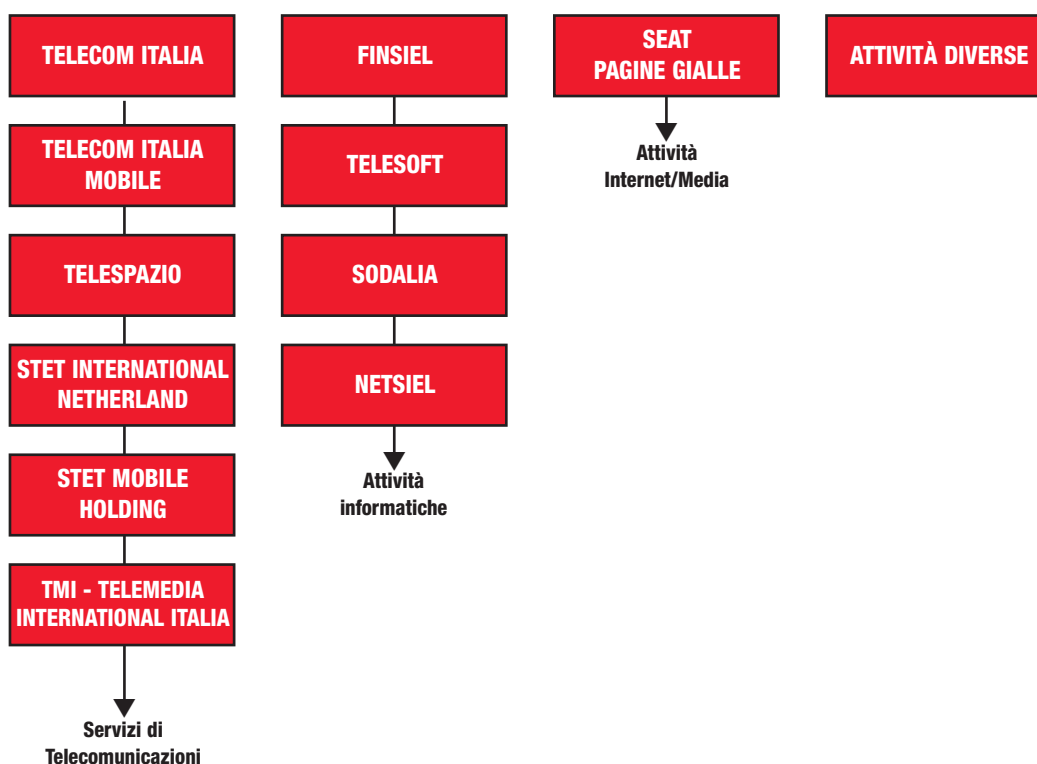 TELECOM ITALIA
FINSIEL
SEAT
PAGINE GIALLE
ATTIVITÀ DIVERSE
TELECOM ITALIA
MOBILE
TELESOFT
Attività
Internet/Media
TELESPAZIO
SODALIA
STET INTERNATIONAL
NETHERLAND
NETSIEL
STET MOBILE
HOLDING
Attività
informatiche
TMI - TELEMEDIA
INTERNATIONAL ITALIA
Servizi di
Telecomunicazioni